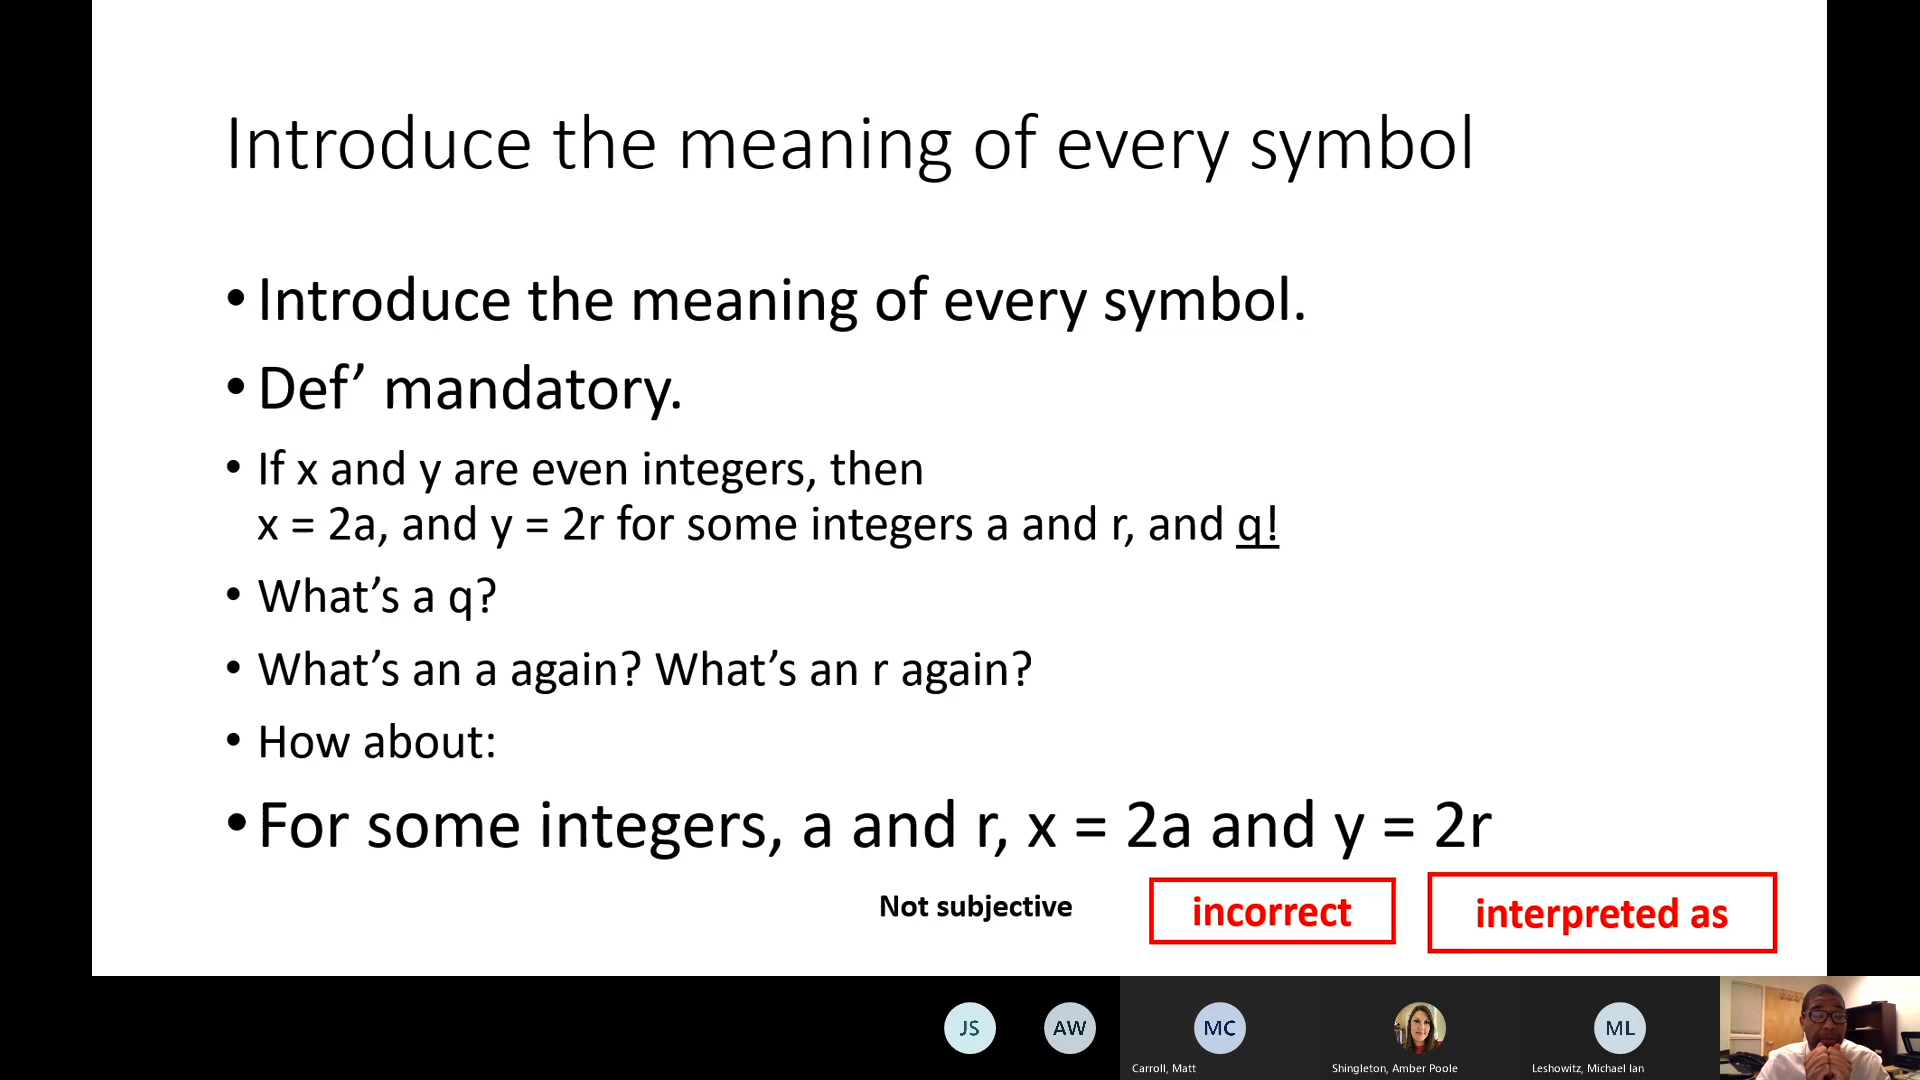 Introduce the meaning of every symbol
• Introduce the meaning of every symbol.
• Def’ mandatory.
• If x and y are even integers, then
x = 2a, and y = 2r for some integers a and r, and q!
• What’s a q?
• What’s an a again? What’s an r again?
• How about:
• For some integers, a and r, x = 2a and y = 2r
Not subjective
incorrect
interpreted as
JS
AW
MC
ML
Carroll, Matt
Shingleton, Amber Poole
Leshowitz, Michael Ian